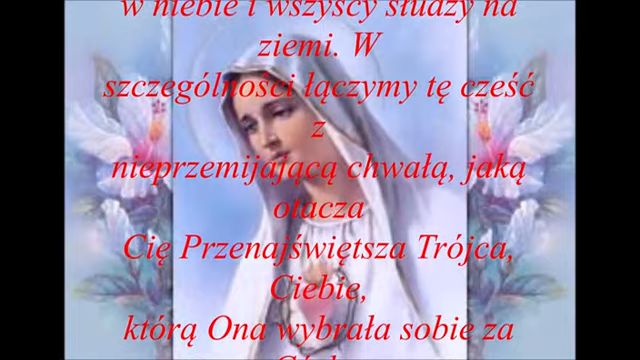 w niebie i wszyscy słudzy na
ziemi. W
szczególności łączymy tę cześć
z
nieprzemijającą chwałą, jaką
otacza
Cię Przenajświętsza Trójca,
Ciebie,
którą Ona wybrała sobie za